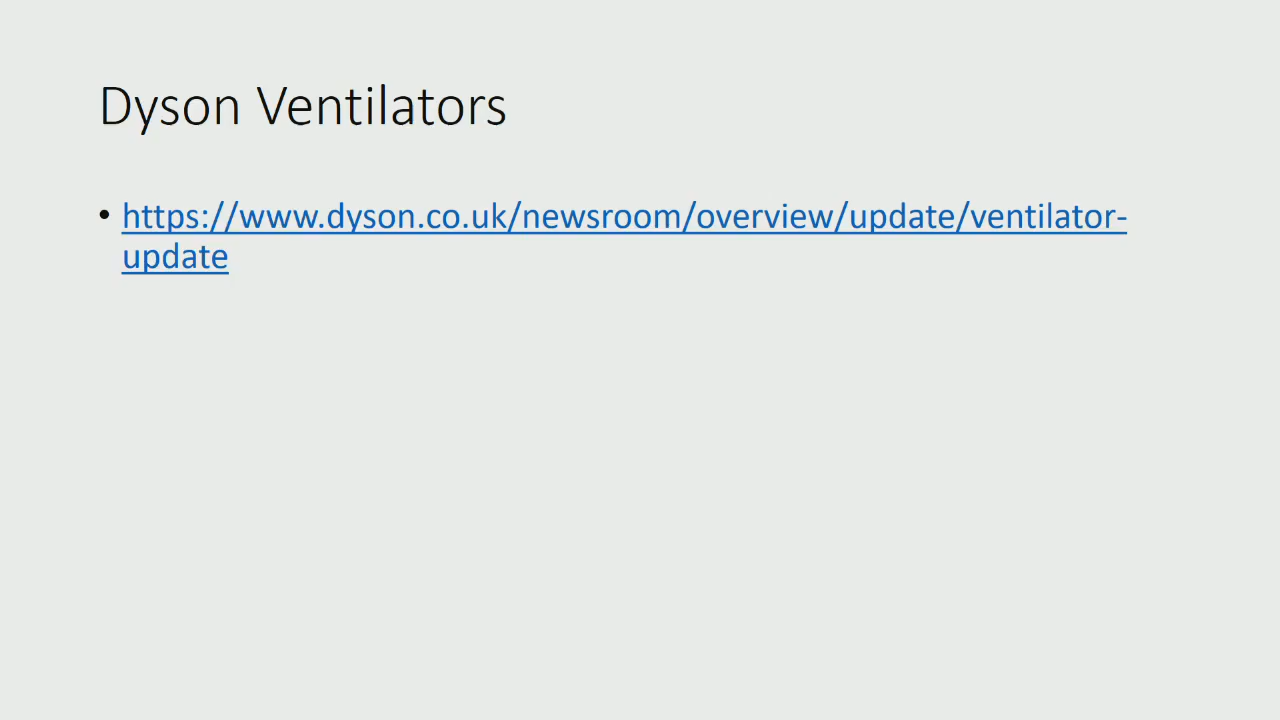 Dyson Ventilators
• https://www.dyson.co.uk/newsroom/overview/update/ventilator-
update